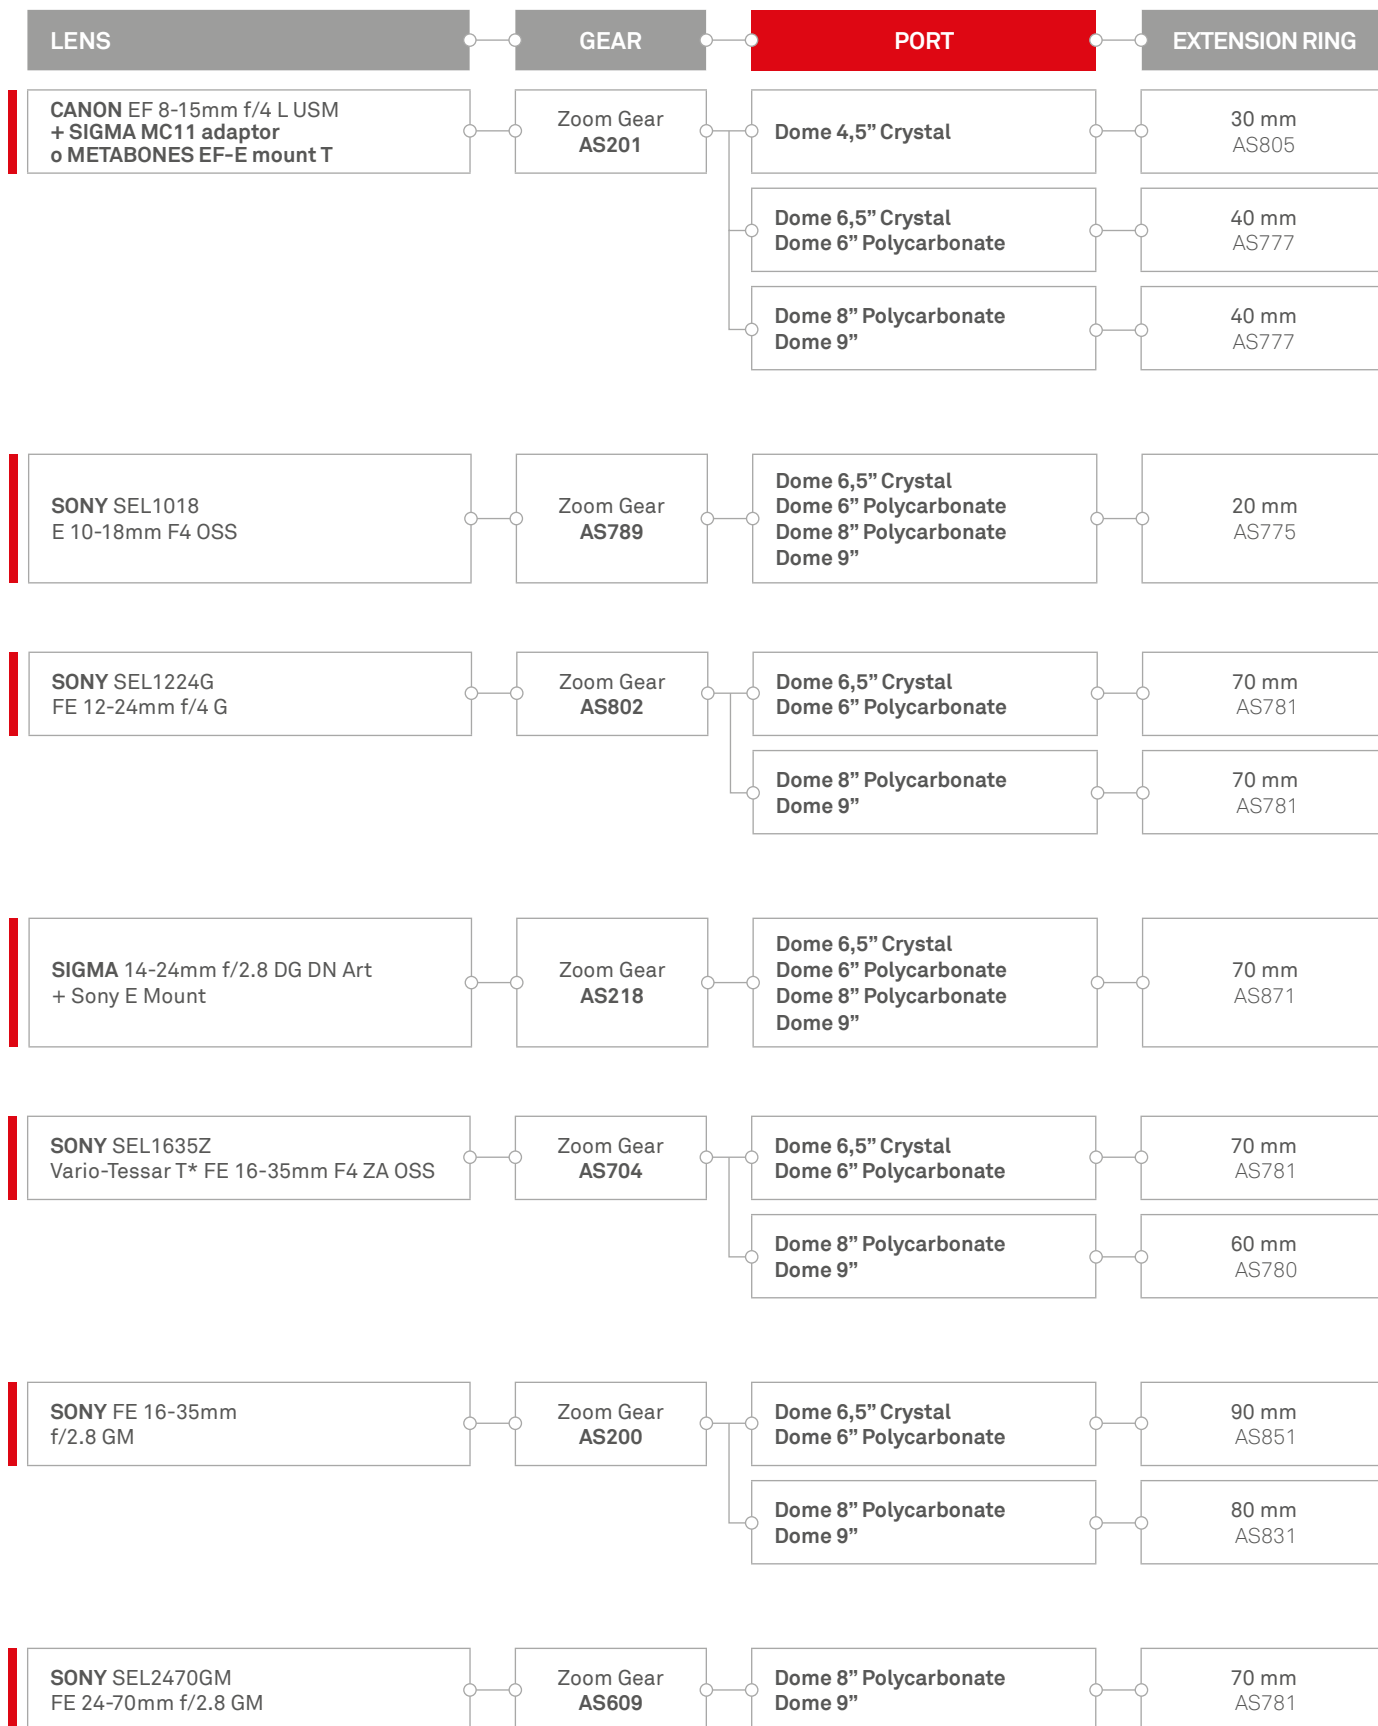 LENS GEAR PORT EXTENSION RING
CANON EF 8-15mm f/4 L USM
+ SIGMA MC11 adaptor
o METABONES EF-E mount T
Zoom Gear
AS201
Dome 4,5” Crystal
30 mm
AS805
Dome 6,5” Crystal
Dome 6” Polycarbonate
40 mm
AS777
Dome 8” Polycarbonate
Dome 9”
40 mm
AS777
SONY SEL1018
E 10-18mm F4 OSS
Zoom Gear
AS789
Dome 6,5” Crystal
Dome 6” Polycarbonate
Dome 8” Polycarbonate
Dome 9”
20 mm
AS775
SONY SEL1224G
FE 12-24mm f/4 G
Zoom Gear
AS802
Dome 6,5” Crystal
Dome 6” Polycarbonate
70 mm
AS781
Dome 8” Polycarbonate
Dome 9”
70 mm
AS781
SIGMA 14-24mm f/2.8 DG DN Art
+ Sony E Mount
Zoom Gear
AS218
Dome 6,5” Crystal
Dome 6” Polycarbonate
Dome 8” Polycarbonate
Dome 9”
70 mm
AS871
SONY SEL1635Z
Vario-Tessar T* FE 16-35mm F4 ZA OSS
Zoom Gear
AS704
Dome 6,5” Crystal
Dome 6” Polycarbonate
70 mm
AS781
Dome 8” Polycarbonate
Dome 9”
60 mm
AS780
SONY FE 16-35mm
f/2.8 GM
Zoom Gear
AS200
Dome 6,5” Crystal
Dome 6” Polycarbonate
90 mm
AS851
Dome 8” Polycarbonate
Dome 9”
80 mm
AS831
SONY SEL2470GM
FE 24-70mm f/2.8 GM
Zoom Gear
AS609
Dome 8” Polycarbonate
Dome 9”
70 mm
AS781